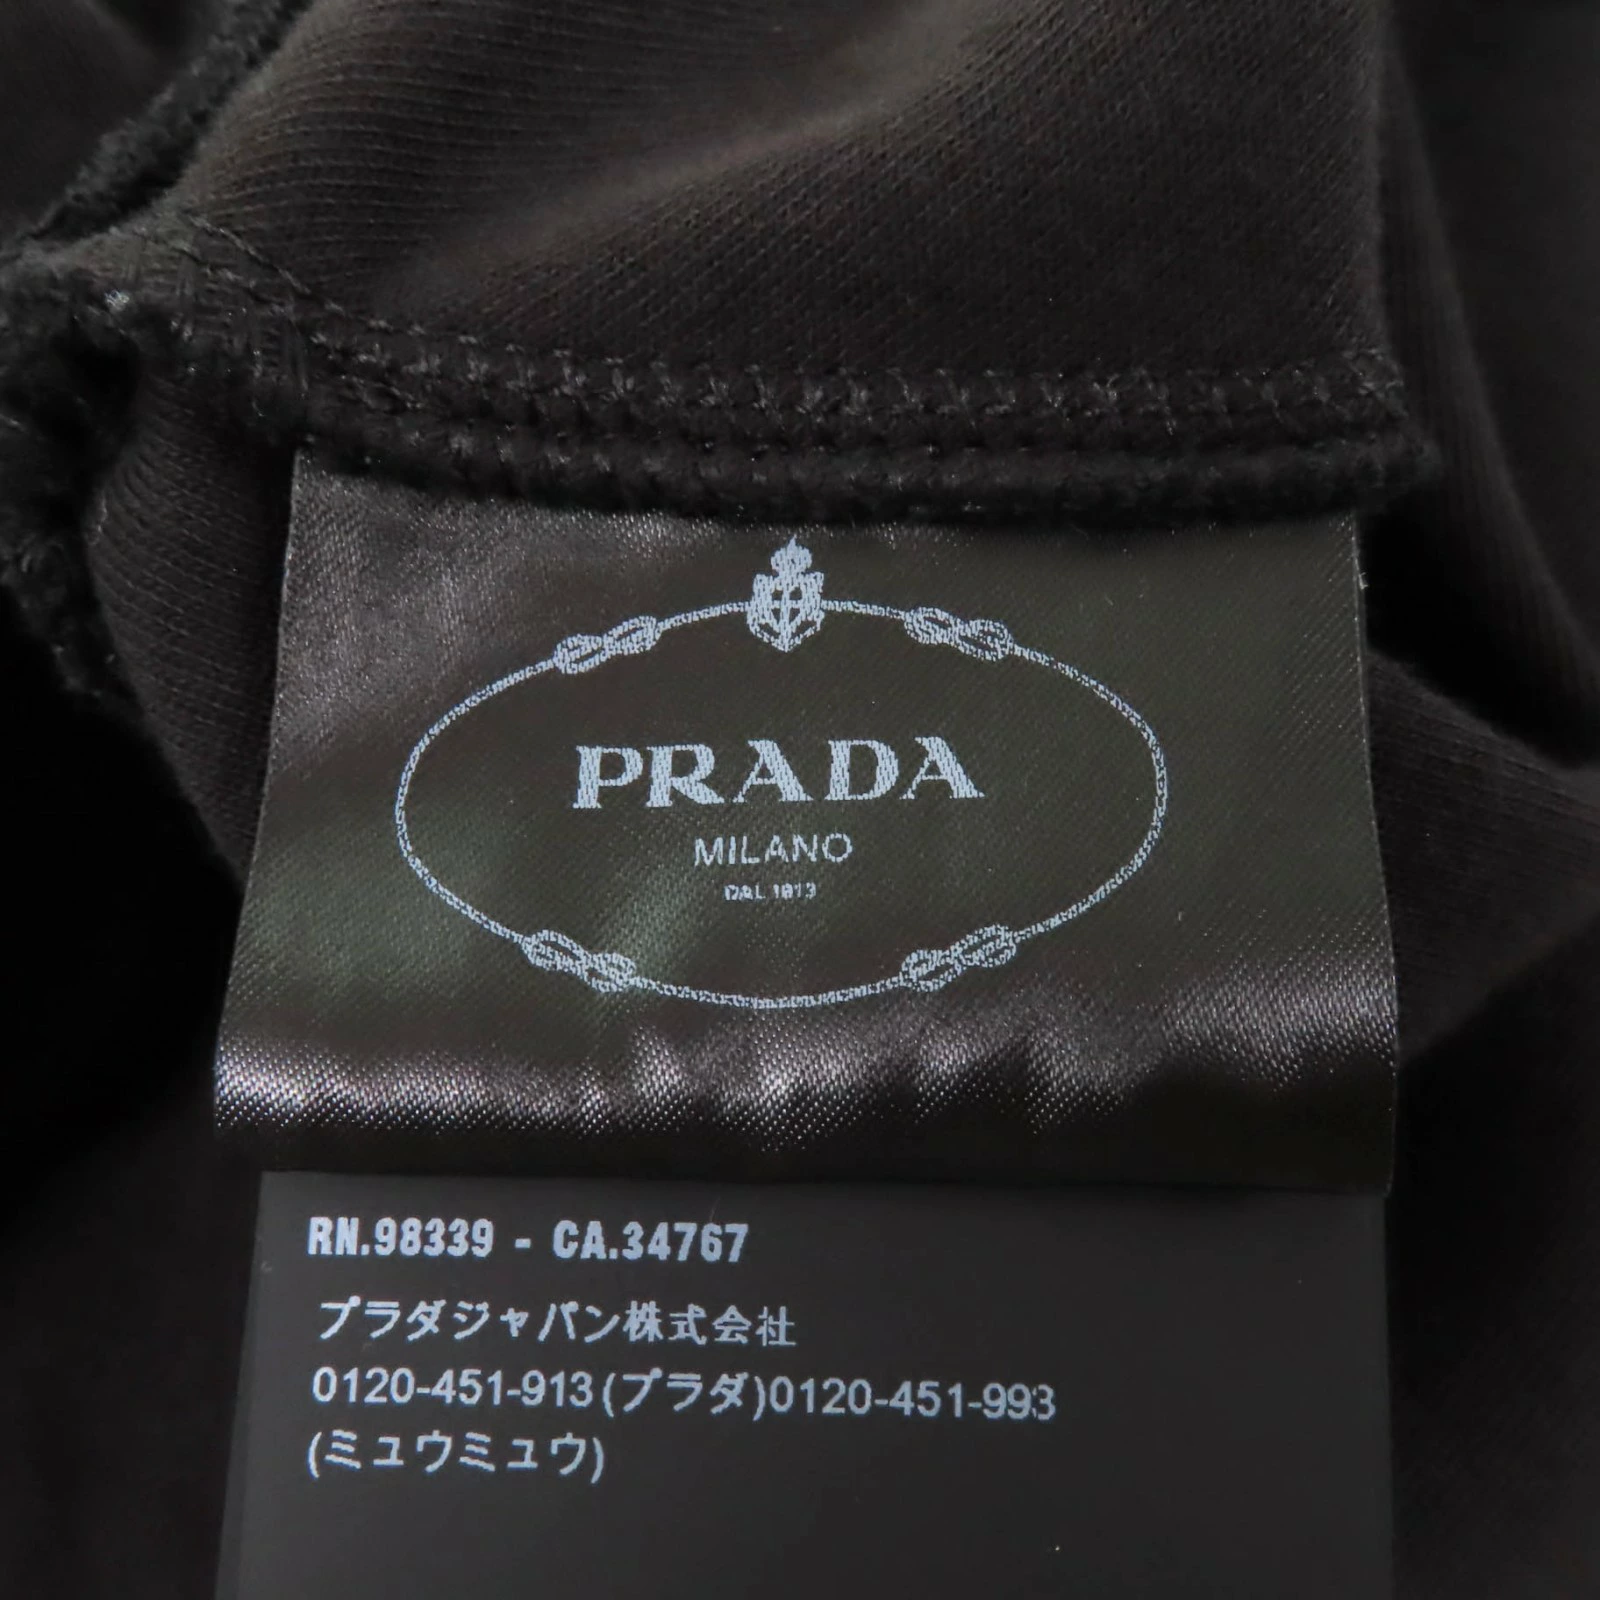 PRADA
MILANO
DAL 1913
RN.98339 - CA.34767
プラダジャパン株式会社
0120-451-913(プラダ)0120-451-993
(ミュウミュウ)